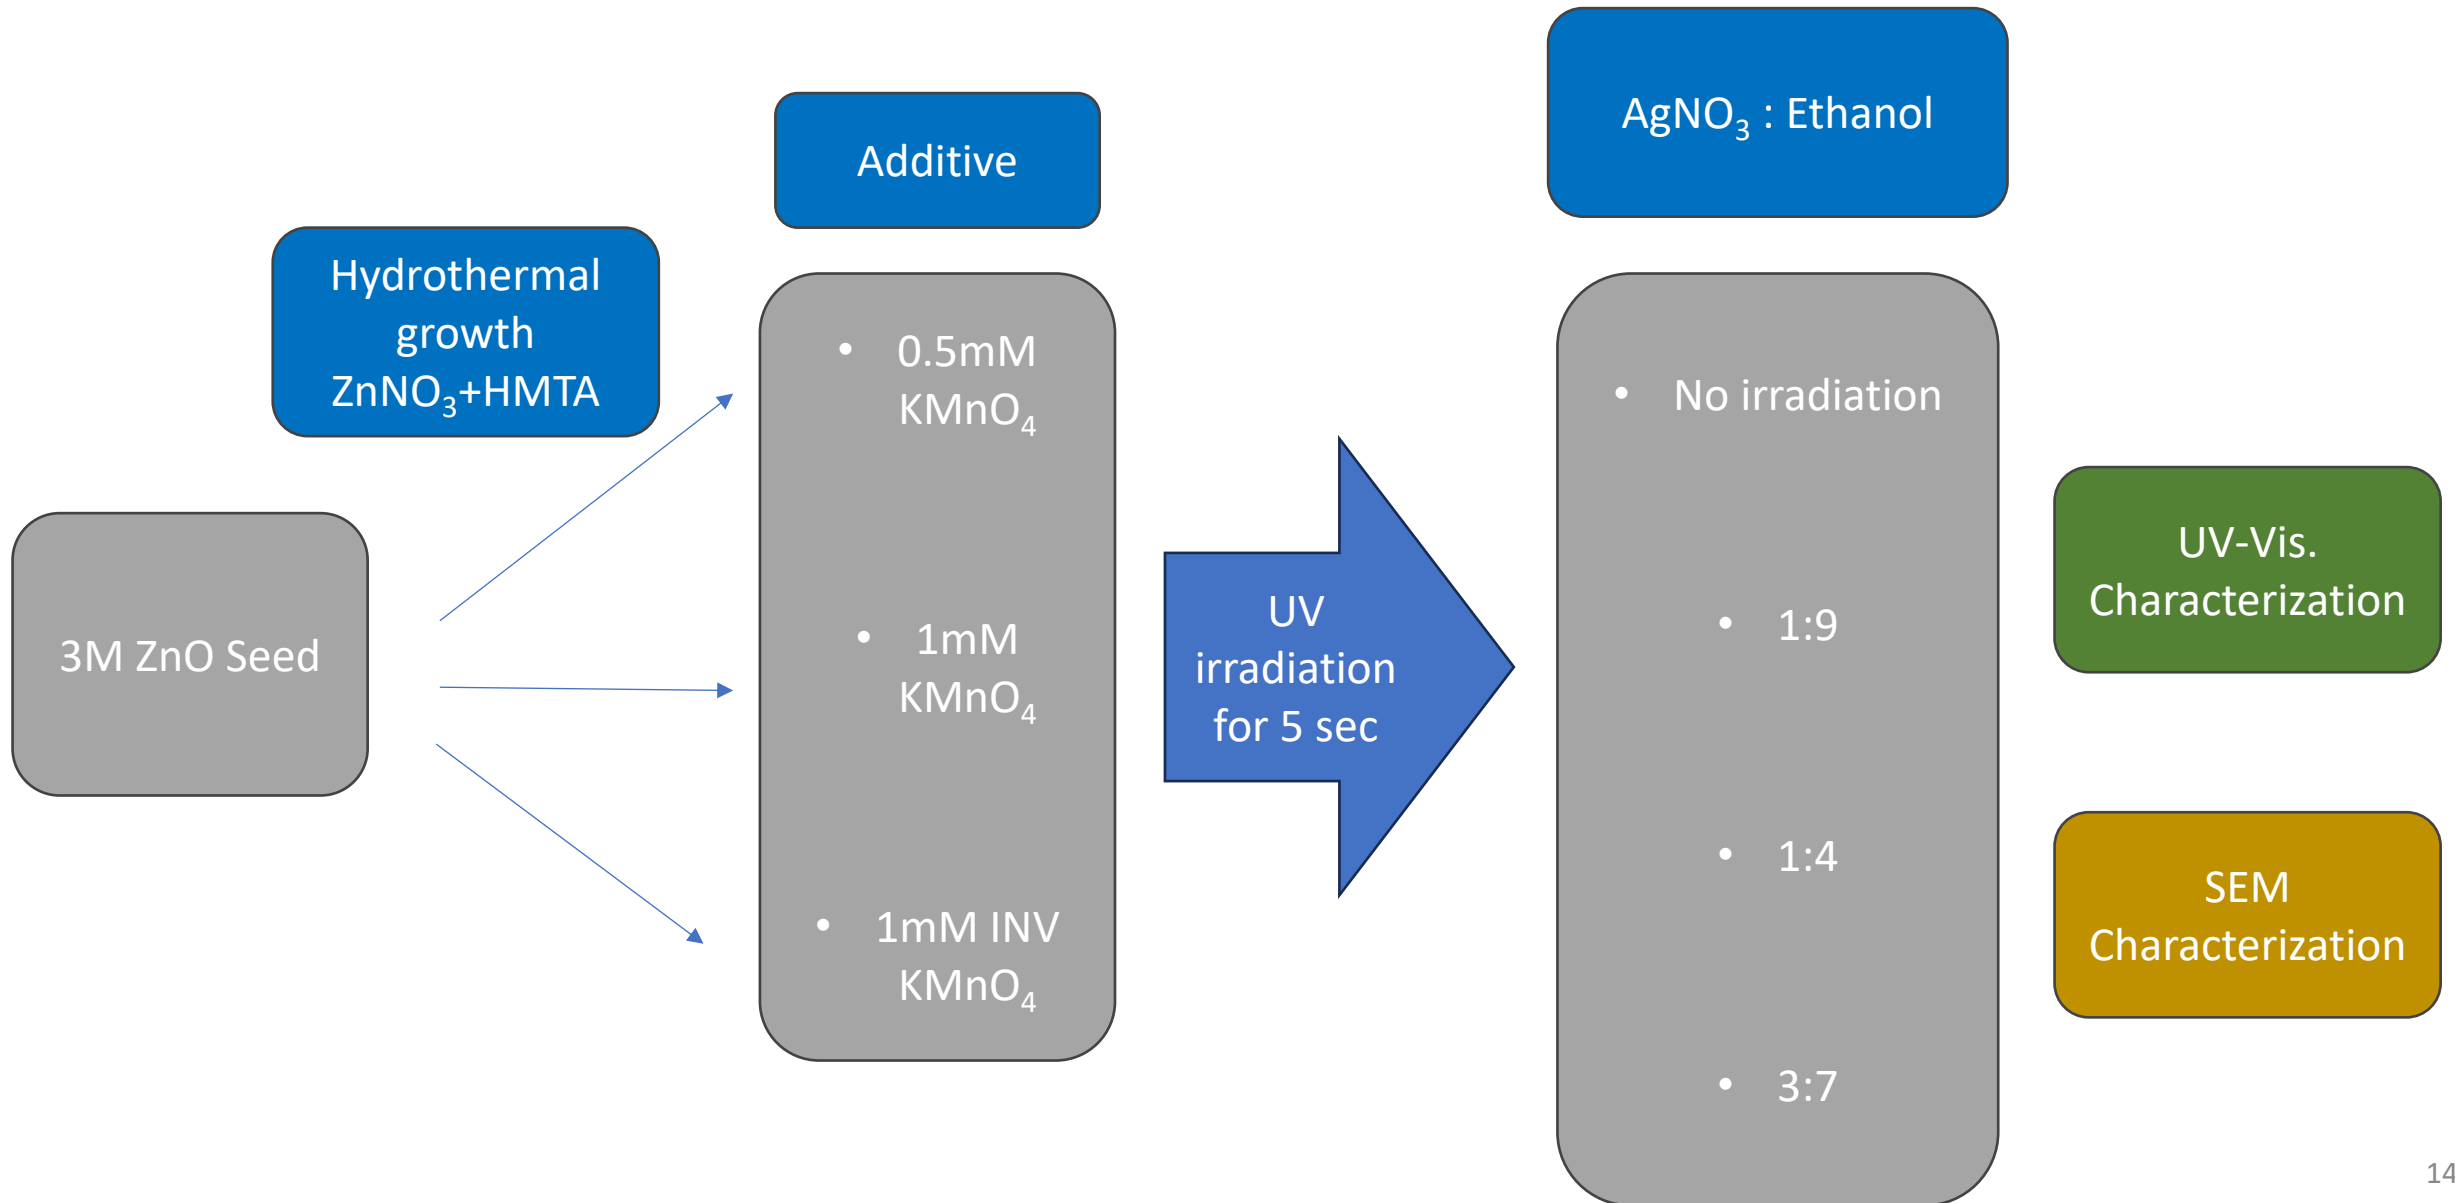 3M ZnO Seed
Hydrothermal
growth
ZnNO₃+HMTA
Additive
• 0.5mM
KMnO₄
• 1mM
KMnO₄
• 1mM INV
KMnO₄
UV
irradiation
for 5 sec
AgNO₃ : Ethanol
• No irradiation
• 1:9
• 1:4
• 3:7
UV-Vis.
Characterization
SEM
Characterization
14